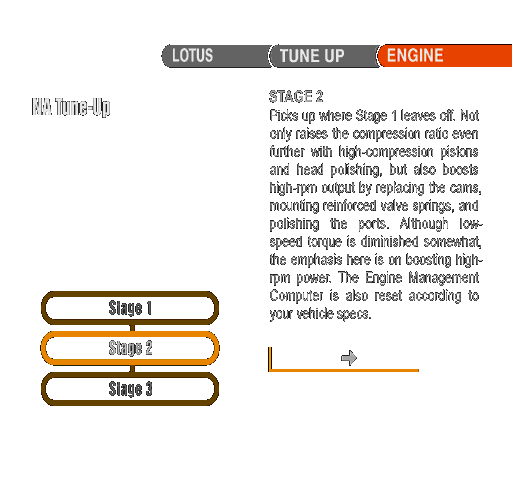 LOTUS TUNE UP ENGINE
NA Tune-Up
STAGE 2
Picks up where Stage 1 leaves off. Not
only raises the compression ratio even
further with high-compression pistons
and head polishing, but also boosts
high-rpm output by replacing the cams,
mounting reinforced valve springs, and
polishing the ports. Although low-
speed torque is diminished somewhat,
the emphasis here is on boosting high-
rpm power. The Engine Management
Computer is also reset according to
your vehicle specs.
Stage 1
Stage 2
Stage 3